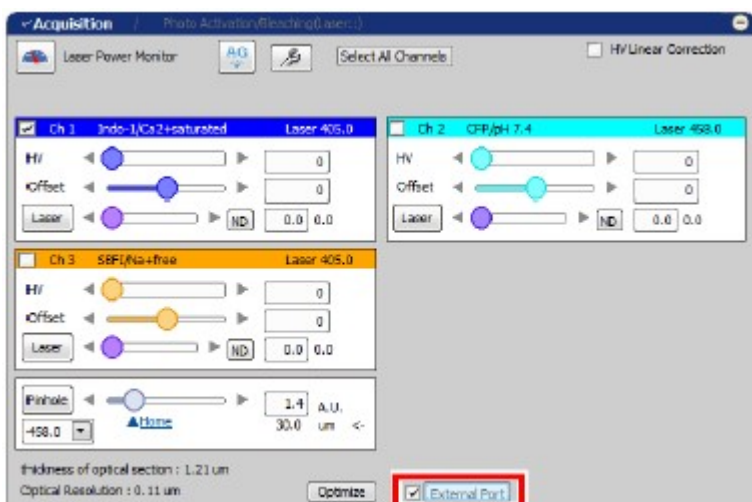 Acquisition / Photo Activation/Bleaching(Laser:::)
Laser Power Monitor AG Select All Channels HV Linear Correction
Ch 1 Indo-1/Ca2+saturated Laser 405.0
HV 0
Offset 0
Laser ND 0.0 0.0
Ch 2 CFP/pH 7.4 Laser 458.0
HV 0
Offset 0
Laser ND 0.0 0.0
Ch 3 SBFI/Na+free Laser 405.0
HV 0
Offset 0
Laser ND 0.0 0.0
Pinhole 1.4 A.U.
458.0 Home 30.0 um <-
thickness of optical section : 1.21 um
Optical Resolution : 0.11 um Optimize External Port